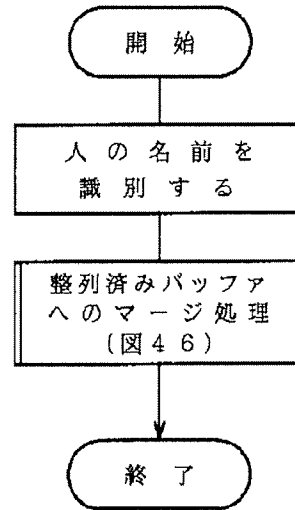 開始
人の名前を
識別する
整列済みバッファ
へのマージ処理
(図46)
終了